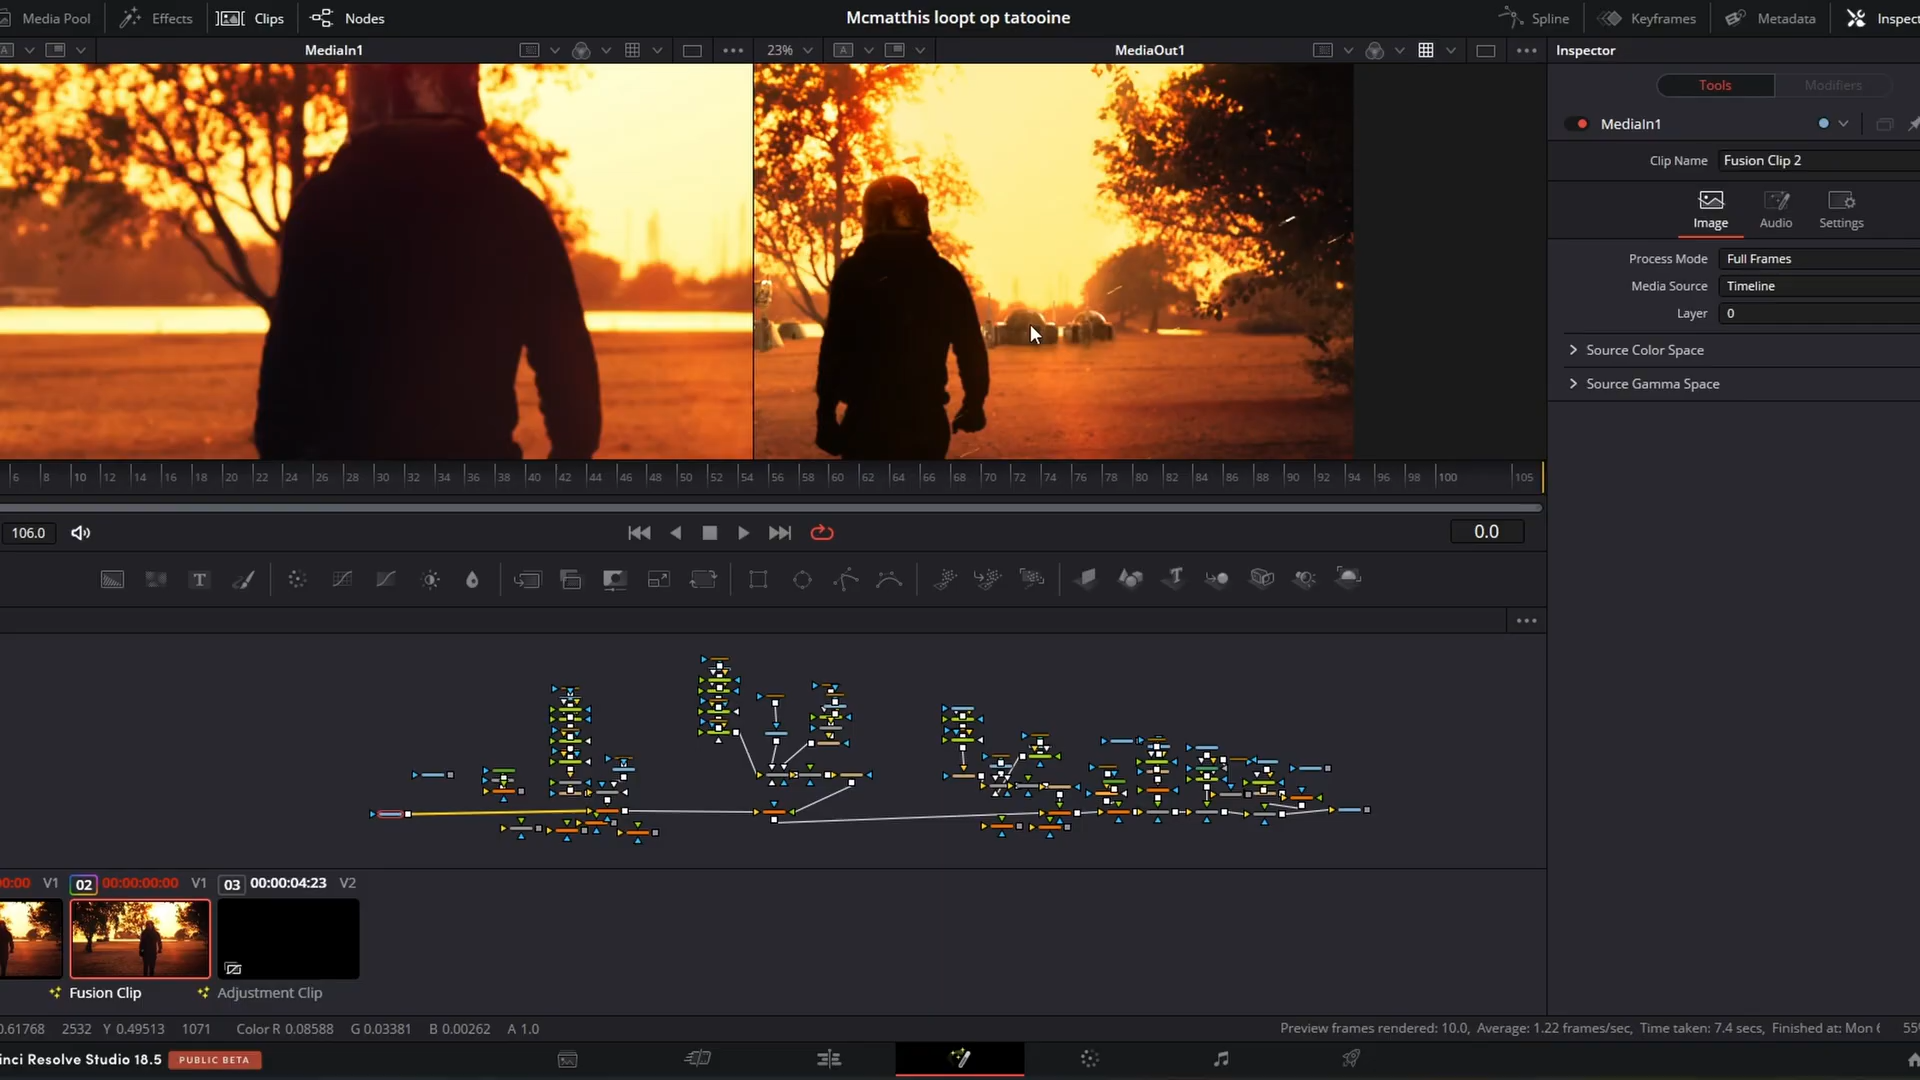 Media Pool Effects Clips Nodes Mcmatthis loopt op tatooine Spline Keyframes Metadata Inspect
A MediaIn1 23% A MediaOut1 Inspector
Tools Modifiers
MediaIn1
Clip Name Fusion Clip 2
Image Audio Settings
Process Mode Full Frames
Media Source Timeline
Layer 0
Source Color Space
Source Gamma Space
6 8 10 12 14 16 18 20 22 24 26 28 30 32 34 36 38 40 42 44 46 48 50 52 54 56 58 60 62 64 66 68 70 72 74 76 78 80 82 84 86 88 90 92 94 96 98 100 105
106.0 0.0
T T
00:00 V1 02 00:00:00:00 V1 03 00:00:04:23 V2
Fusion Clip Adjustment Clip
0.61768 2532 Y 0.49513 1071 Color R 0.08588 G 0.03381 B 0.00262 A 1.0 Preview frames rendered: 10.0, Average: 1.22 frames/sec, Time taken: 7.4 secs, Finished at: Mon 55
inci Resolve Studio 18.5 PUBLIC BETA